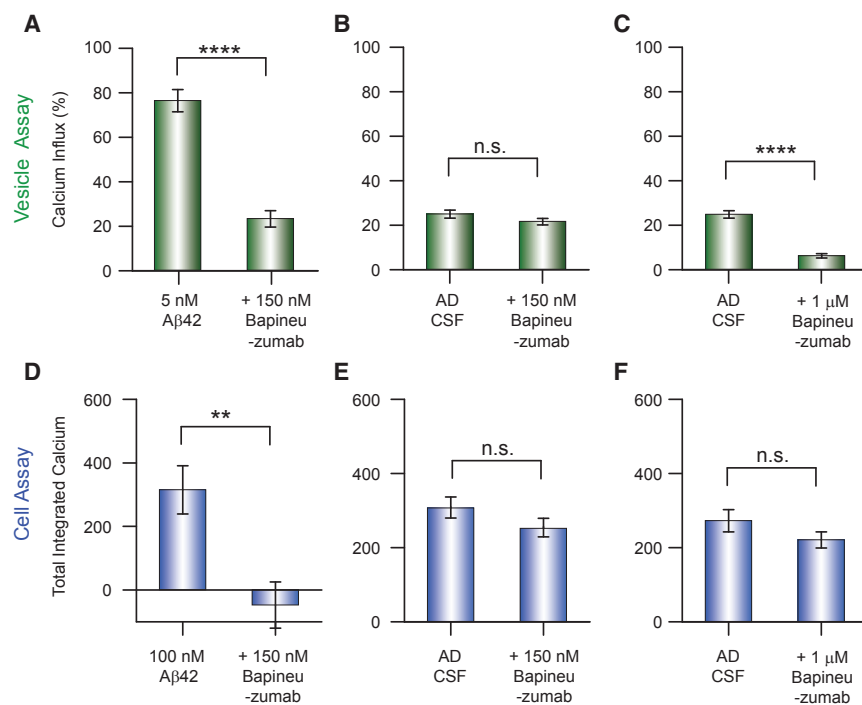 A
B
C
Vesicle Assay
Calcium Influx (%)
100
80
60
40
20
0
****
5 nM
Aβ42
+ 150 nM
Bapineu
-zumab
100
80
60
40
20
0
n.s.
AD
CSF
+ 150 nM
Bapineu
-zumab
100
80
60
40
20
0
****
AD
CSF
+ 1 μM
Bapineu
-zumab
D
E
F
Cell Assay
Total Integrated Calcium
600
400
200
0
**
100 nM
Aβ42
+ 150 nM
Bapineu
-zumab
600
400
200
0
n.s.
AD
CSF
+ 150 nM
Bapineu
-zumab
600
400
200
0
n.s.
AD
CSF
+ 1 μM
Bapineu
-zumab